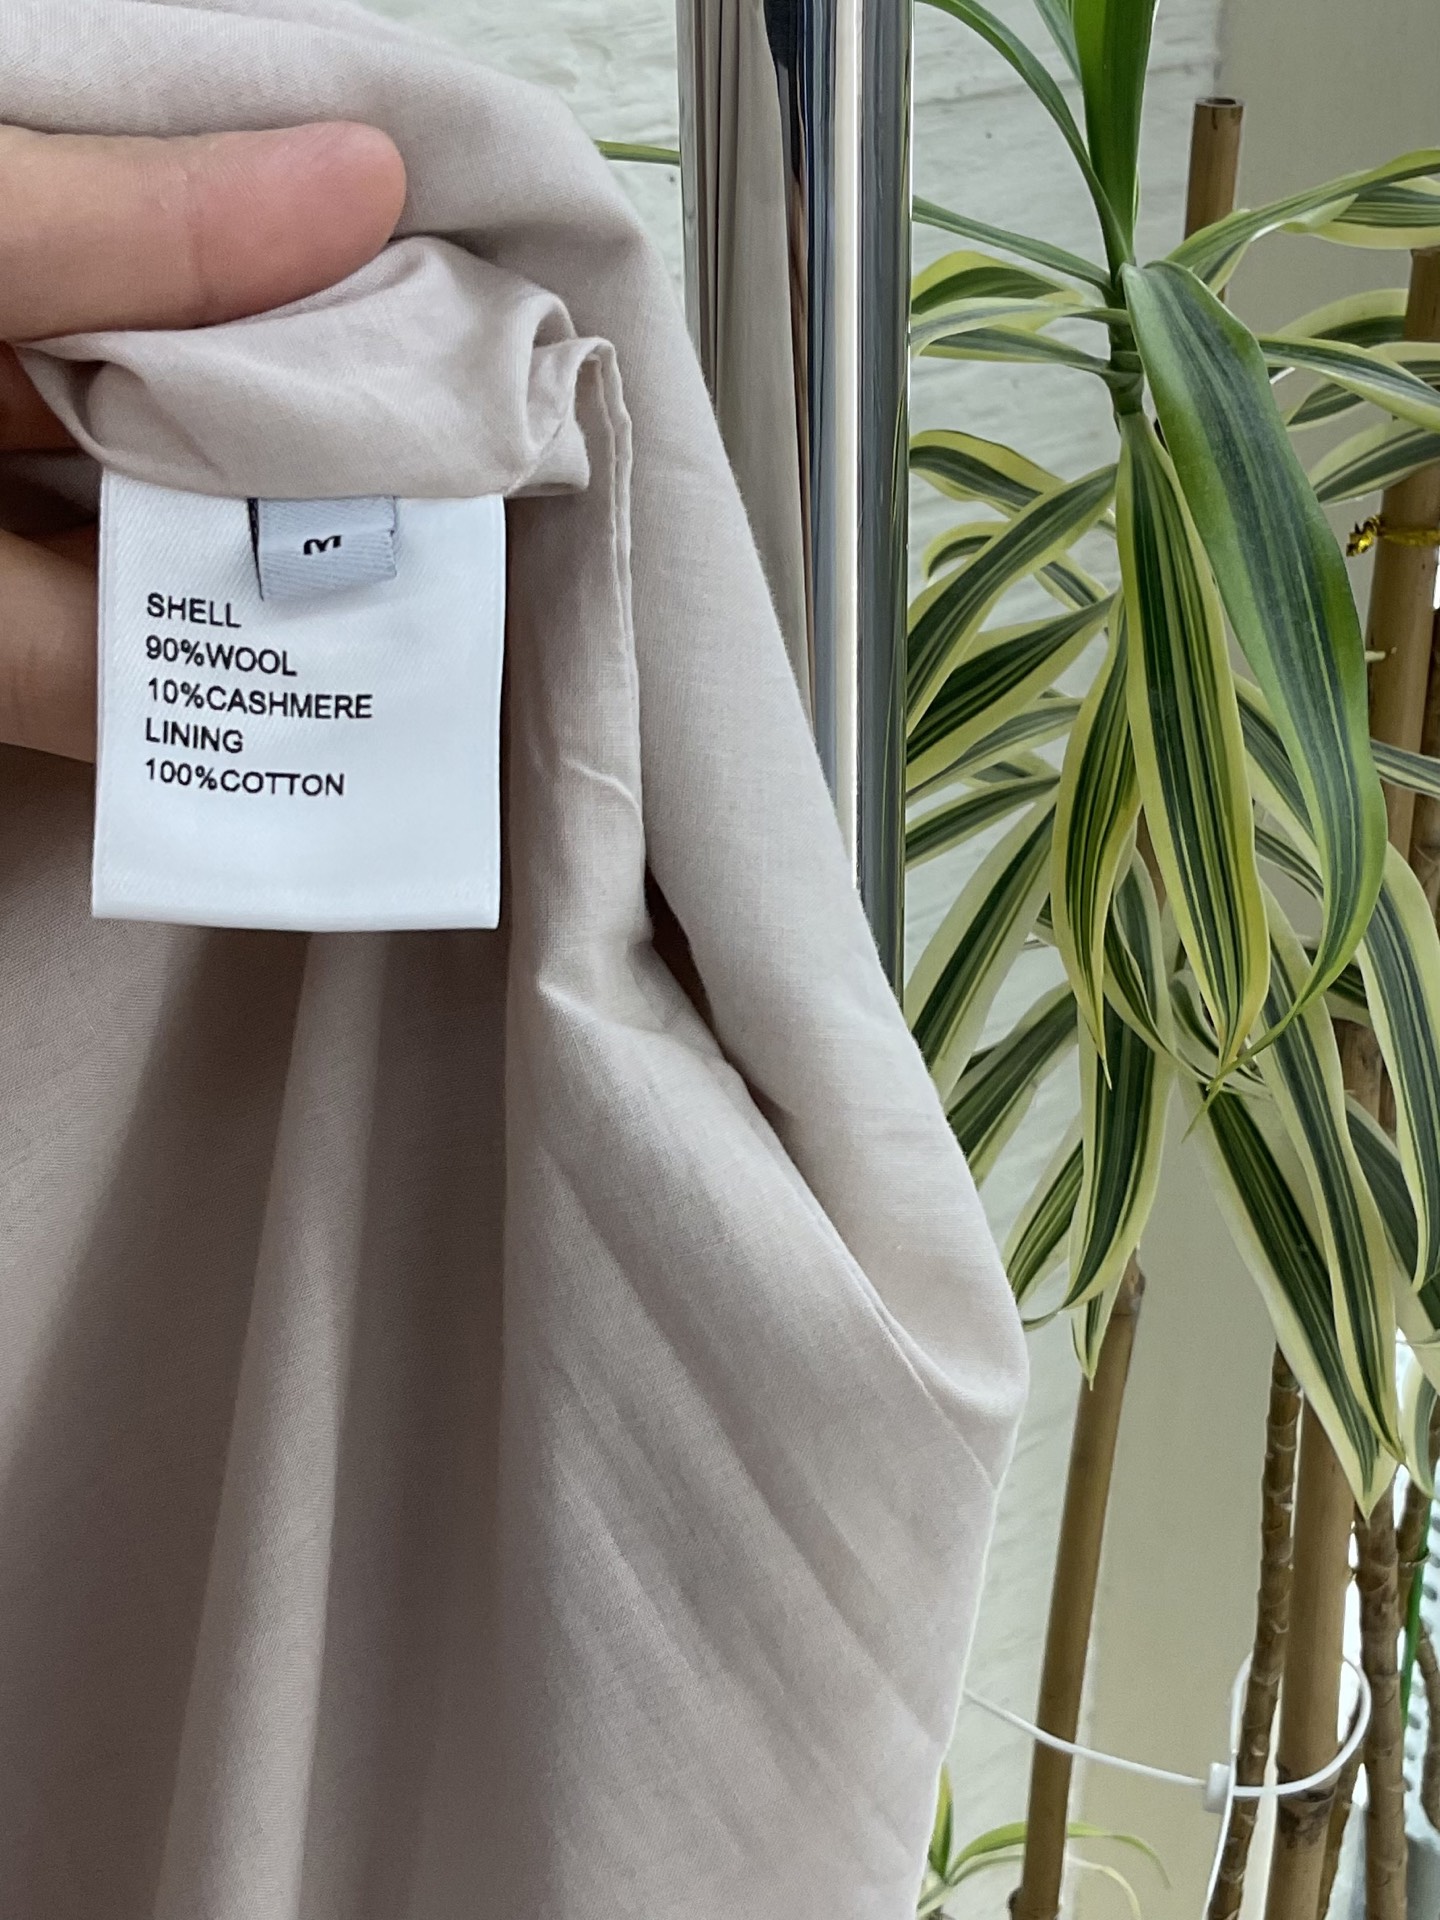 SHELL
90%WOOL
10%CASHMERE
LINING
100%COTTON